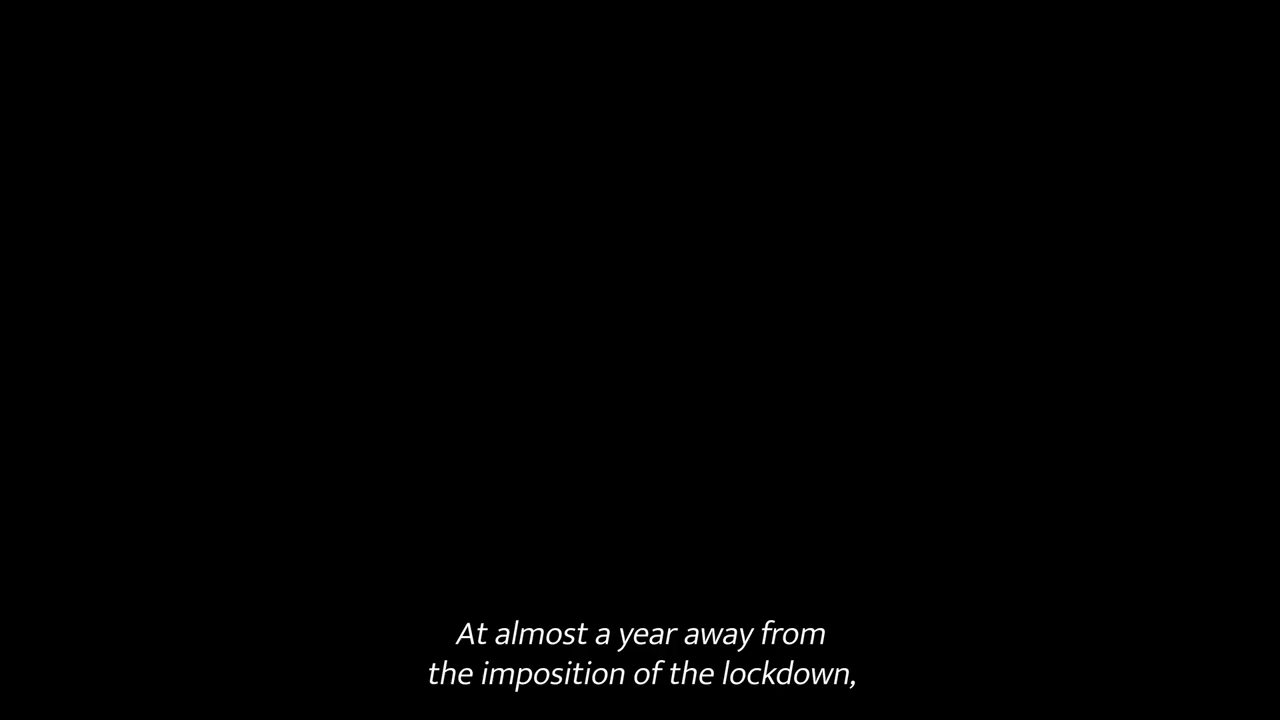 At almost a year away from
the imposition of the lockdown,